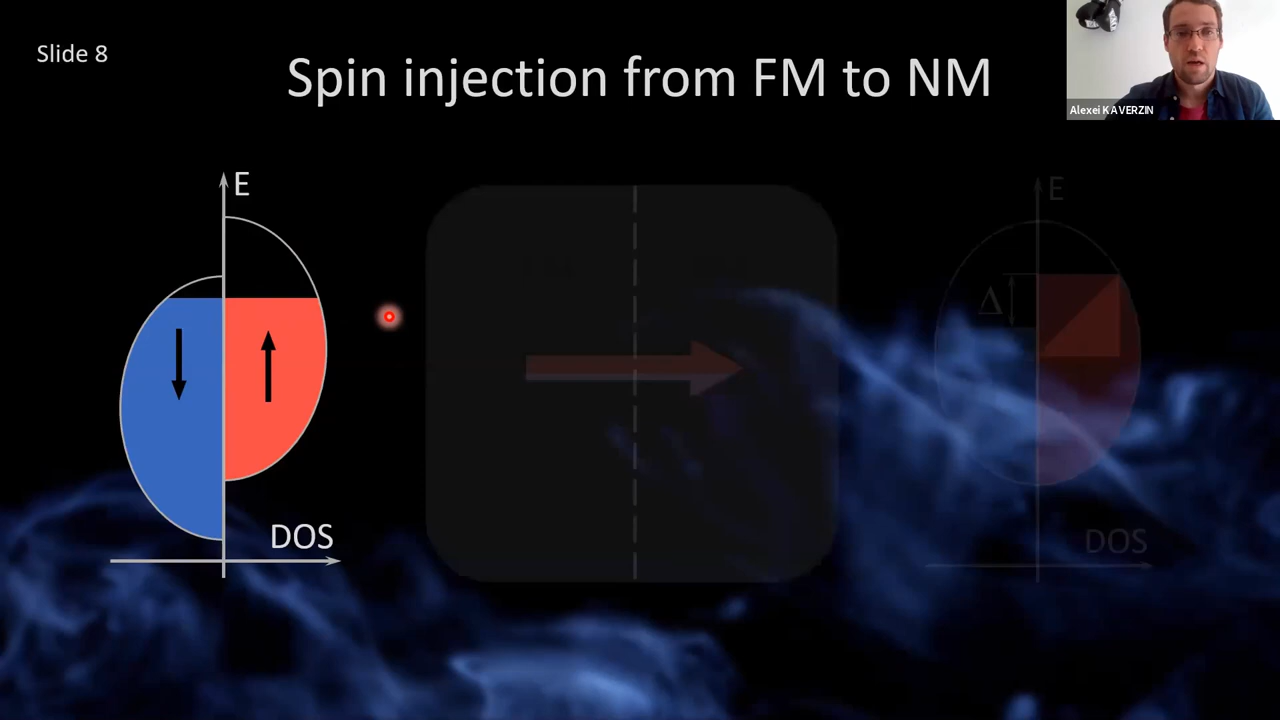 Slide 8
Spin injection from FM to NM
Alexei KAVERZIN
E
E
Δ
DOS
DOS